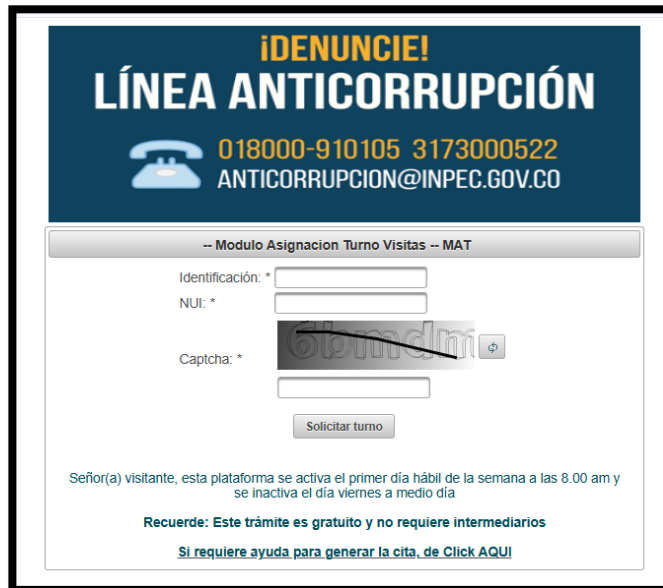 ¡DENUNCIE!
LÍNEA ANTICORRUPCIÓN
018000-910105 3173000522
ANTICORRUPCION@INPEC.GOV.CO
-- Modulo Asignacion Turno Visitas -- MAT
Identificación: *
NUI: *
Captcha: *
Solicitar turno
Señor(a) visitante, esta plataforma se activa el primer día hábil de la semana a las 8.00 am y
se inactiva el día viernes a medio día
Recuerde: Este trámite es gratuito y no requiere intermediarios
Si requiere ayuda para generar la cita, de Click AQUI